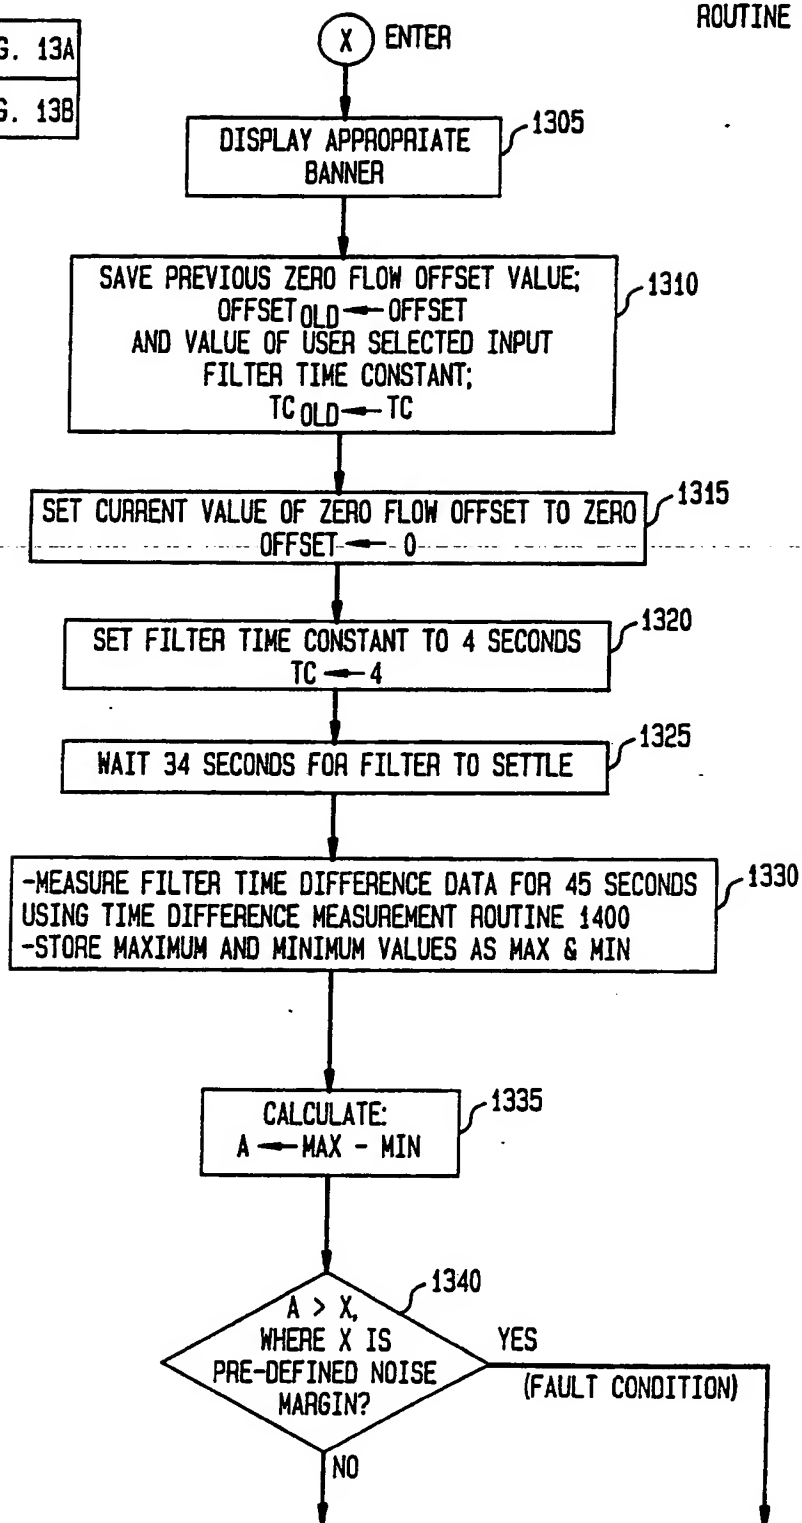 ROUTINE
G. 13A
G. 13B
X ENTER
1305
DISPLAY APPROPRIATE
BANNER
1310
SAVE PREVIOUS ZERO FLOW OFFSET VALUE;
OFFSET OLD ← OFFSET
AND VALUE OF USER SELECTED INPUT
FILTER TIME CONSTANT;
TC OLD ← TC
1315
SET CURRENT VALUE OF ZERO FLOW OFFSET TO ZERO
OFFSET ← 0
1320
SET FILTER TIME CONSTANT TO 4 SECONDS
TC ← 4
1325
WAIT 34 SECONDS FOR FILTER TO SETTLE
1330
-MEASURE FILTER TIME DIFFERENCE DATA FOR 45 SECONDS
USING TIME DIFFERENCE MEASUREMENT ROUTINE 1400
-STORE MAXIMUM AND MINIMUM VALUES AS MAX & MIN
1335
CALCULATE:
A ← MAX - MIN
1340
A > X,
WHERE X IS
PRE-DEFINED NOISE
MARGIN?
YES
(FAULT CONDITION)
NO